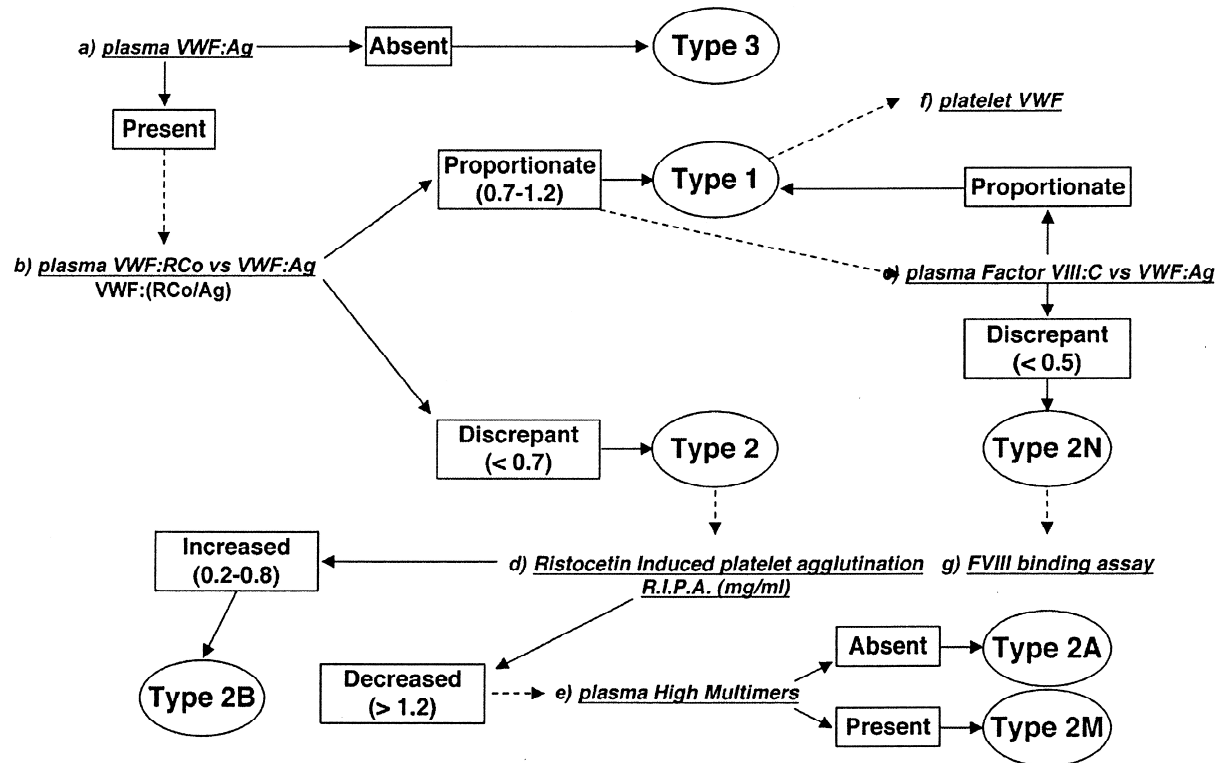 a) plasma VWF:Ag
Absent
Type 3
Present
f) platelet VWF
Proportionate
(0.7-1.2)
Type 1
Proportionate
b) plasma VWF:RCo vs VWF:Ag
VWF:(RCo/Ag)
c) plasma Factor VIII:C vs VWF:Ag
Discrepant
(< 0.5)
Discrepant
(< 0.7)
Type 2
Type 2N
Increased
(0.2-0.8)
d) Ristocetin Induced platelet agglutination
R.I.P.A. (mg/ml)
g) FVIII binding assay
Type 2B
Decreased
(> 1.2)
e) plasma High Multimers
Absent
Type 2A
Present
Type 2M